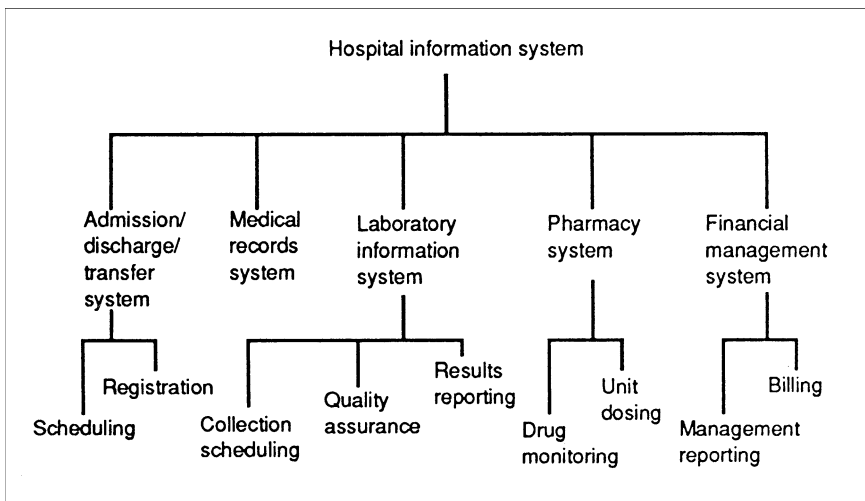 Hospital information system
Admission/
discharge/
transfer
system
Medical
records
system
Laboratory
information
system
Pharmacy
system
Financial
management
system
Scheduling
Registration
Collection
scheduling
Quality
assurance
Results
reporting
Drug
monitoring
Unit
dosing
Management
reporting
Billing